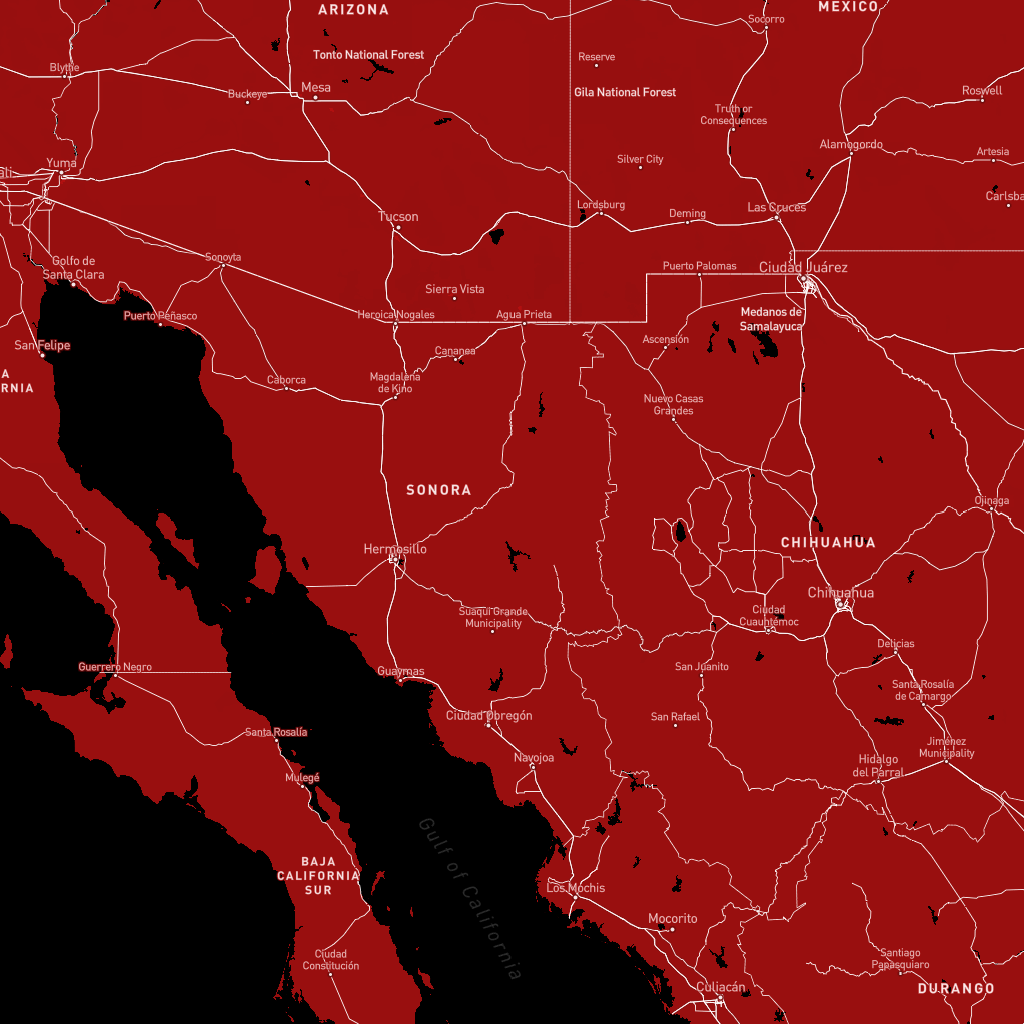 ARIZONA
MEXICO
Socorro
Tonto National Forest
Reserve
Blythe
Buckeye
Mesa
Gila National Forest
Roswell
Truth or
Consequences
Alamogordo
Artesia
Silver City
Yuma
Lordsburg
Deming
Las Cruces
Carlsba
Tucson
Sonoyta
Golfo de
Santa Clara
Puerto Palomas
Ciudad Juárez
Sierra Vista
Puerto Peñasco
Heroica Nogales
Agua Prieta
Medanos de
Samalayuca
San Felipe
Cananea
Ascensión
A
RNIA
Caborca
Magdalena
de Kino
Nuevo Casas
Grandes
SONORA
Ojinaga
CHIHUAHUA
Hermosillo
Chihuahua
Suaqui Grande
Municipality
Ciudad
Cuauhtémoc
Delicias
Guerrero Negro
Guaymas
San Juanito
Santa Rosalía
de Camargo
Ciudad Obregón
San Rafael
Santa Rosalía
Jiménez
Municipality
Navojoa
Hidalgo
del Parral
Mulegé
Gulf of California
BAJA
CALIFORNIA
SUR
Los Mochis
Mocorito
Ciudad
Constitución
Santiago
Papasquiaro
Culiacán
DURANGO